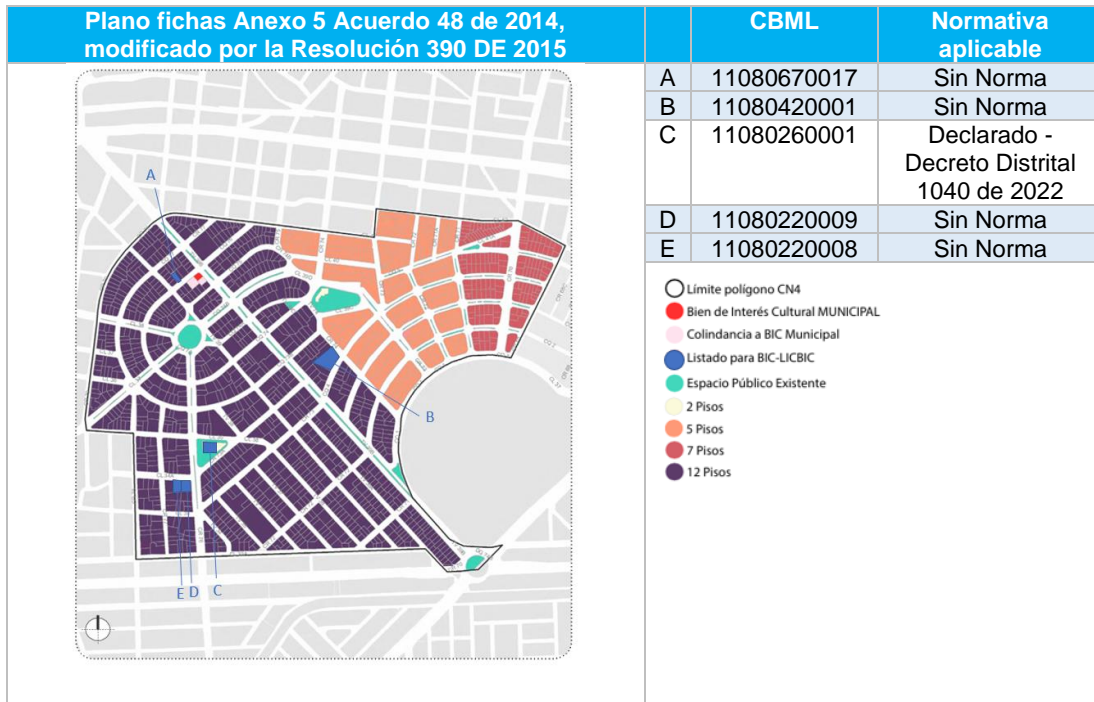 Plano fichas Anexo 5 Acuerdo 48 de 2014,
modificado por la Resolución 390 DE 2015
CBML
Normativa
aplicable
A 11080670017 Sin Norma
B 11080420001 Sin Norma
C 11080260001 Declarado -
Decreto Distrital
1040 de 2022
D 11080220009 Sin Norma
E 11080220008 Sin Norma
Límite polígono CN4
Bien de Interés Cultural MUNICIPAL
Colindancia a BIC Municipal
Listado para BIC-LICBIC
Espacio Público Existente
2 Pisos
5 Pisos
7 Pisos
12 Pisos
A
B
E D C